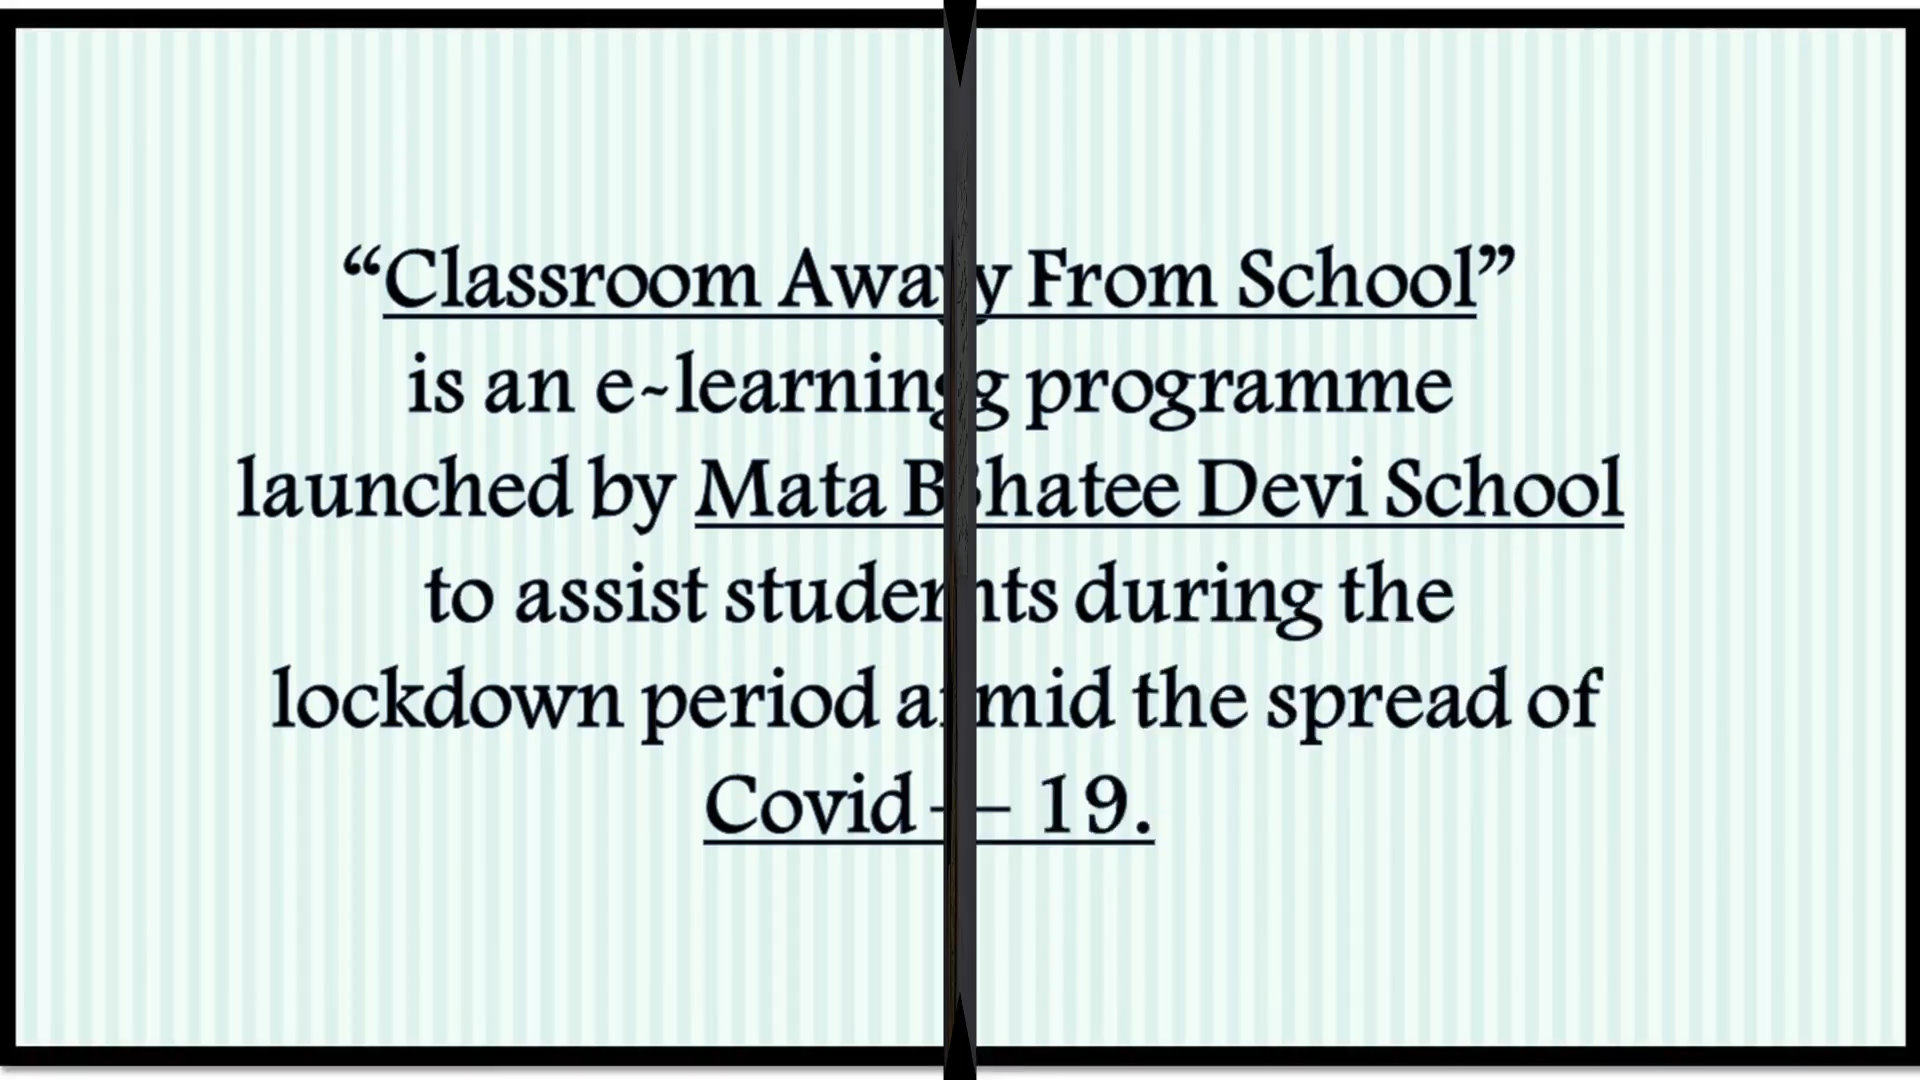 “Classroom Away From School”
is an e~learning programme
launched by Mata Bhatee Devi School
to assist students during the
lockdown period amid the spread of
Covid – 19.